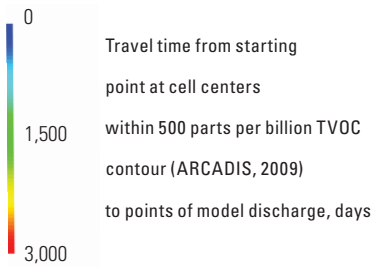 0
Travel time from starting
point at cell centers
within 500 parts per billion TVOC
1,500
contour (ARCADIS, 2009)
to points of model discharge, days
3,000